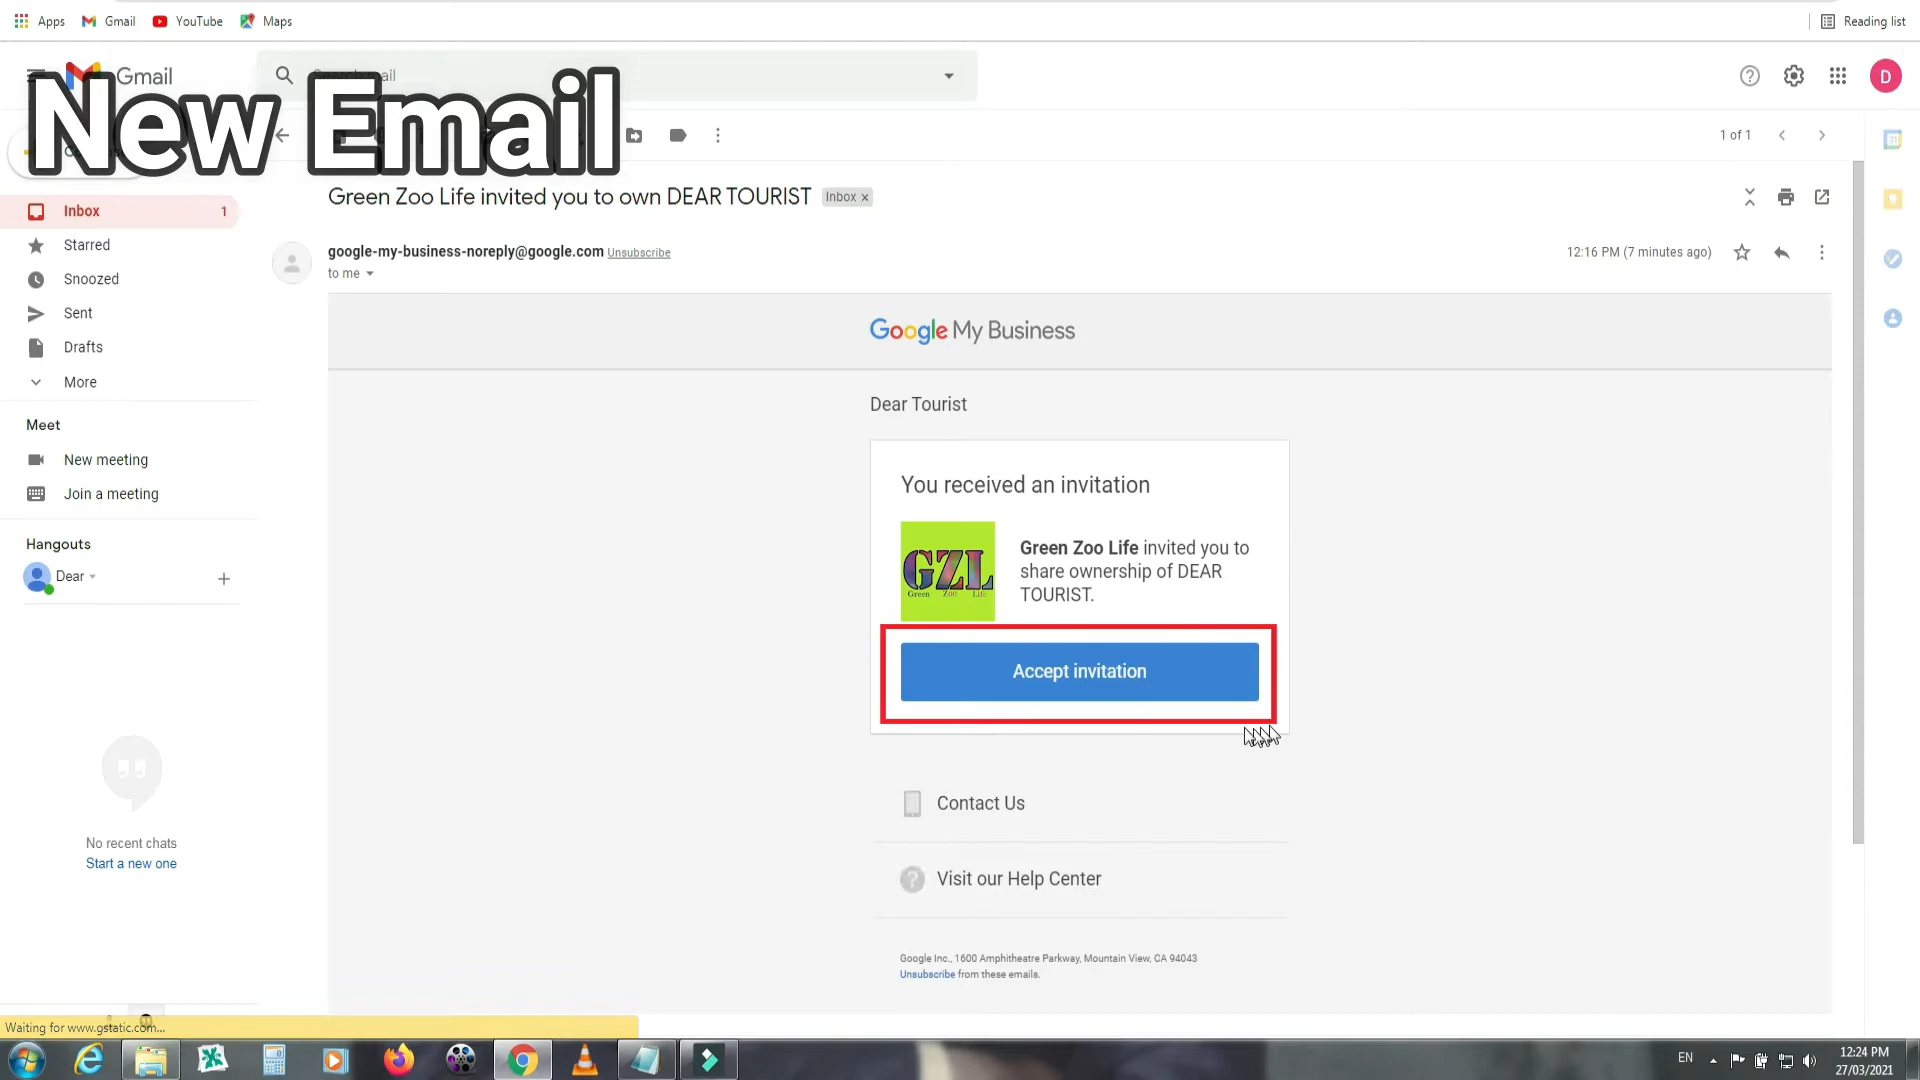 Apps Gmail YouTube Maps Reading list
Gmail
New Email
D
1 of 1
Green Zoo Life invited you to own DEAR TOURIST Inbox ×
Inbox 1
Starred
Snoozed
Sent
Drafts
More
google-my-business-noreply@google.com Unsubscribe
12:16 PM (7 minutes ago)
to me
Meet
New meeting
Join a meeting
Hangouts
Dear
No recent chats
Start a new one
Google My Business
Dear Tourist
You received an invitation
GZL
Green Zoo Life
Green Zoo Life invited you to
share ownership of DEAR
TOURIST.
Accept invitation
Contact Us
Visit our Help Center
Google Inc., 1600 Amphitheatre Parkway, Mountain View, CA 94043
Unsubscribe from these emails.
Waiting for www.gstatic.com...
EN
12:24 PM
27/03/2021